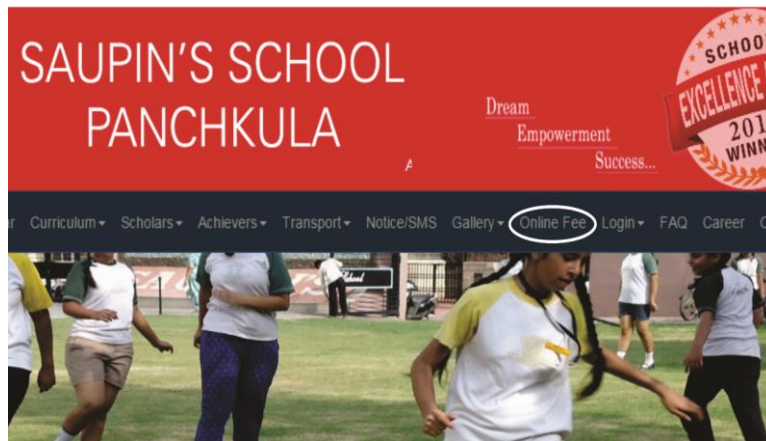 SAUPIN'S SCHOOL
PANCHKULA
Dream
Empowerment
Success...
SCHOO
EXCELLENCE
201
WINN
Curriculum
Scholars
Achievers
Transport
Notice/SMS
Gallery
Online Fee
Login
FAQ
Career